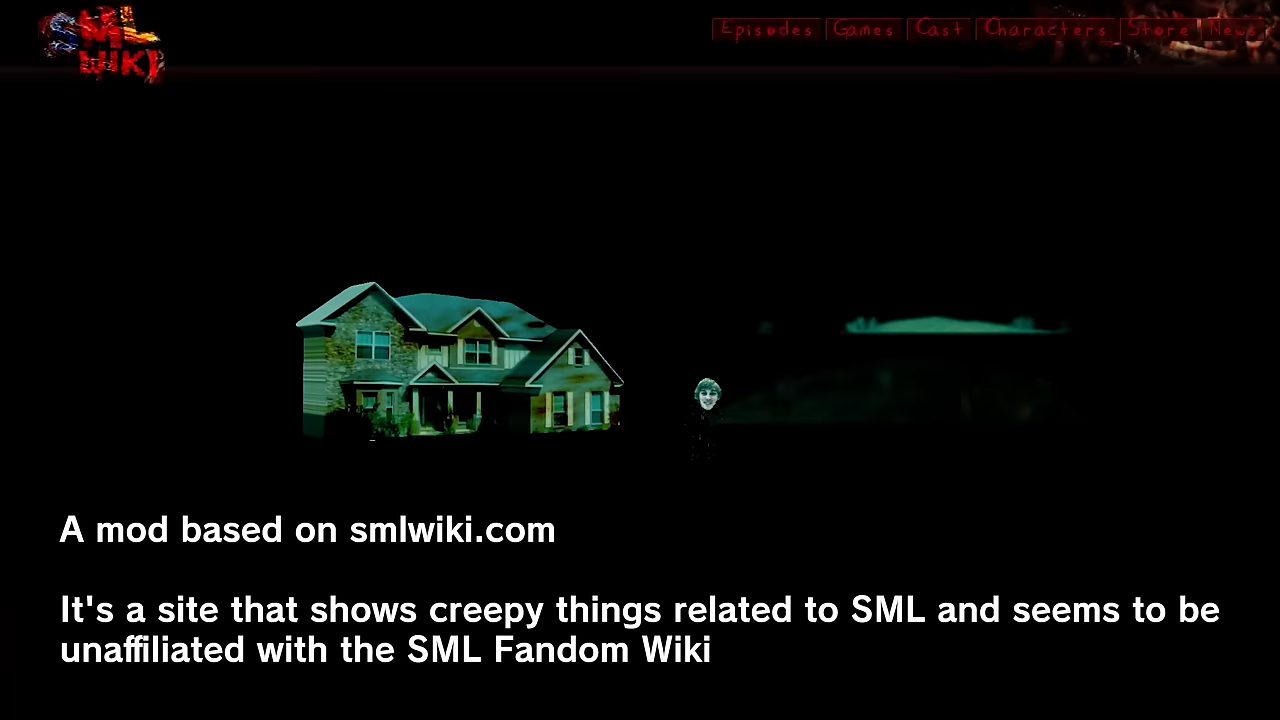 SML
WIKI
Episodes Games Cast Characters Store News
A mod based on smlwiki.com
It's a site that shows creepy things related to SML and seems to be
unaffiliated with the SML Fandom Wiki